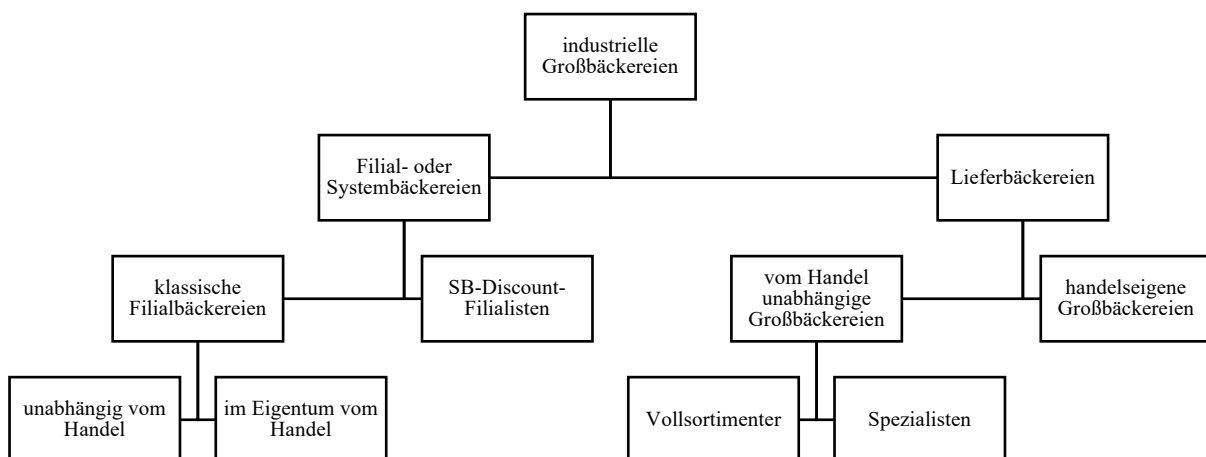 industrielle
Großbäckereien
Filial- oder
Systembäckereien
Lieferbäckereien
klassische
Filialbäckereien
SB-Discount-
Filialisten
vom Handel
unabhängige
Großbäckereien
handelseigene
Großbäckereien
unabhängig vom
Handel
im Eigentum vom
Handel
Vollsortimenter
Spezialisten